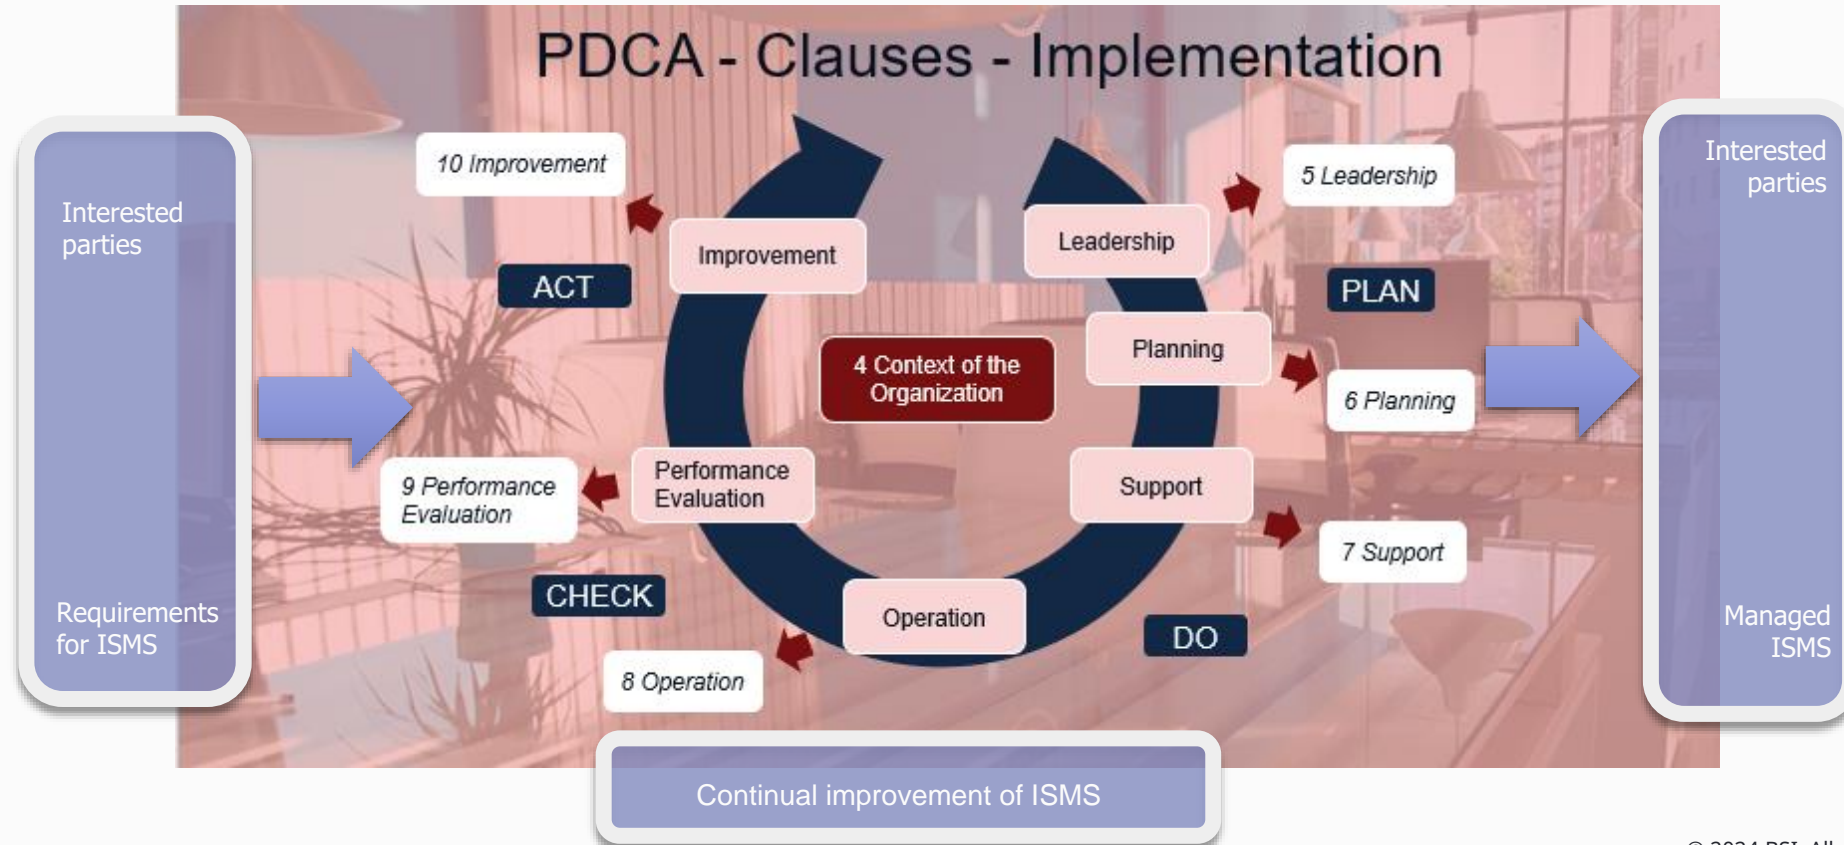 PDCA - Clauses - Implementation
Interested
parties
Requirements
for ISMS
10 Improvement
Improvement
ACT
5 Leadership
Leadership
PLAN
4 Context of the
Organization
Planning
6 Planning
Performance
Evaluation
9 Performance
Evaluation
Support
7 Support
CHECK
Operation
8 Operation
DO
Interested
parties
Managed
ISMS
Continual improvement of ISMS